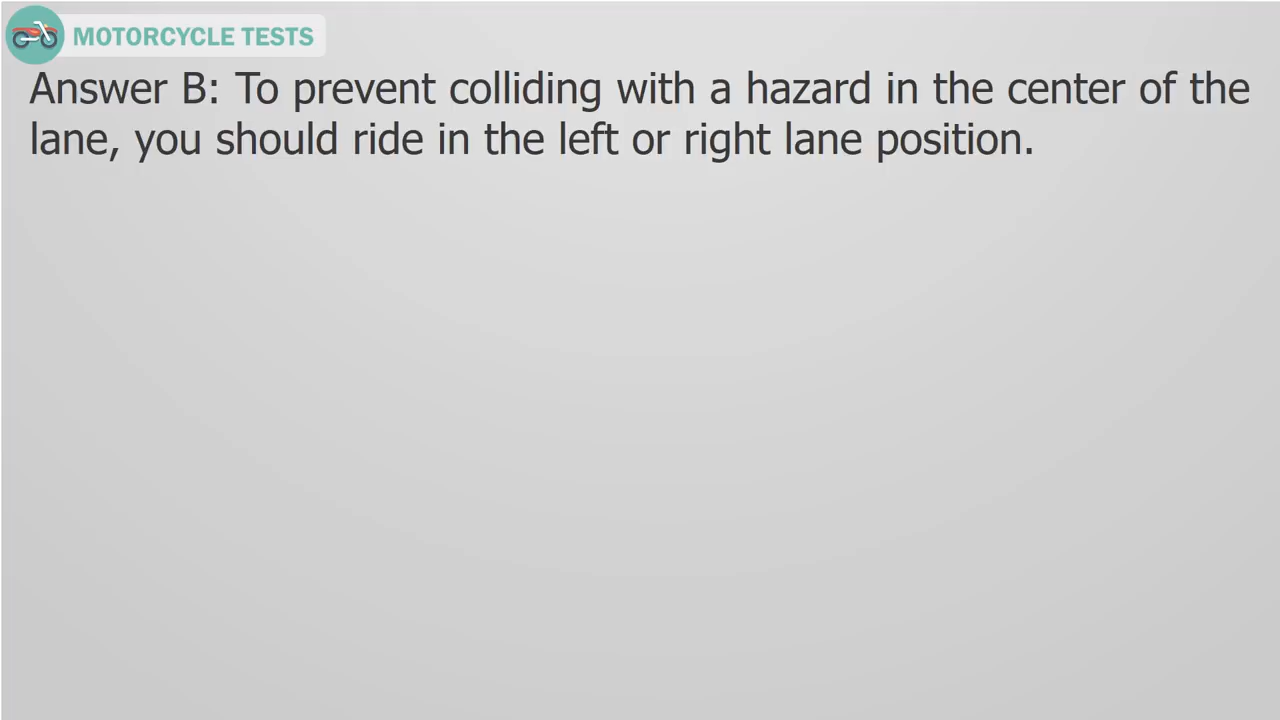 MOTORCYCLE TESTS
Answer B: To prevent colliding with a hazard in the center of the
lane, you should ride in the left or right lane position.